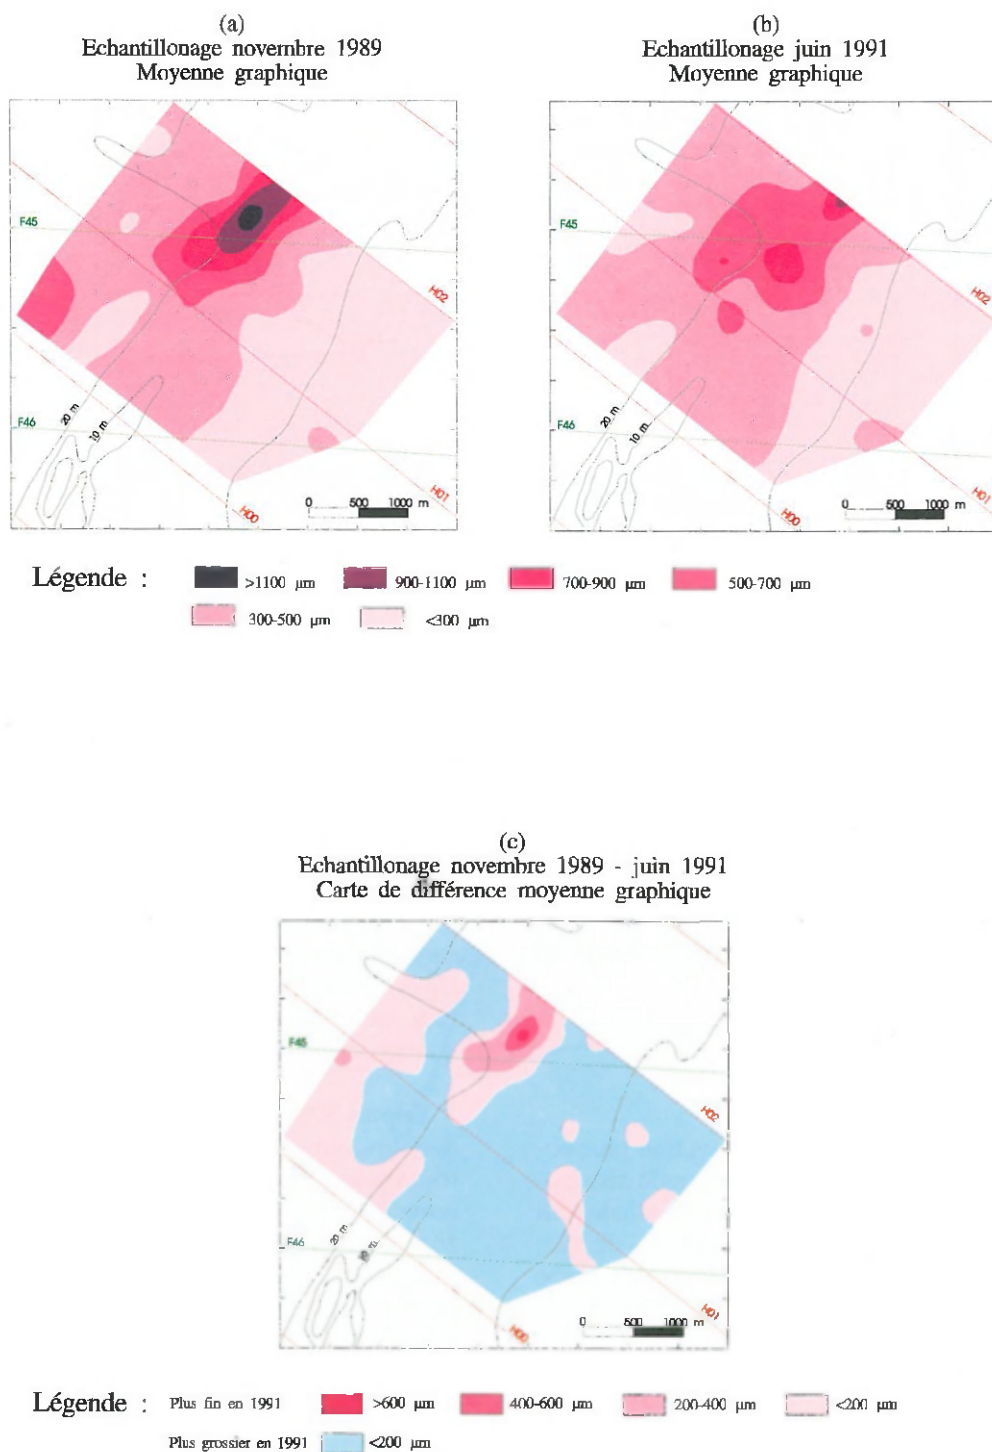 (a)
Echantillonage novembre 1989
Moyenne graphique
(b)
Echantillonage juin 1991
Moyenne graphique
F45
F46
20 m
10 m
H02
H01
H00
0 500 1000 m
F45
F46
20 m
10 m
H02
H01
H00
0 500 1000 m
Légende :
>1100 µm
900-1100 µm
700-900 µm
500-700 µm
300-500 µm
<300 µm
(c)
Echantillonage novembre 1989 - juin 1991
Carte de différence moyenne graphique
F45
F46
20 m
H02
H01
H00
0 500 1000 m
Légende :
Plus fin en 1991
>600 µm
400-600 µm
200-400 µm
<200 µm
Plus grossier en 1991
<200 µm